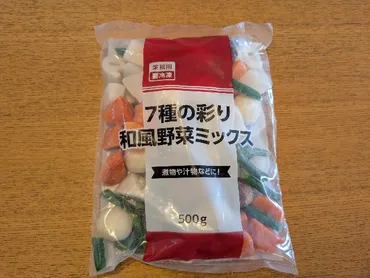 業務用
要冷凍
7種の彩り
和風野菜ミックス
煮物や汁物などに!
500g